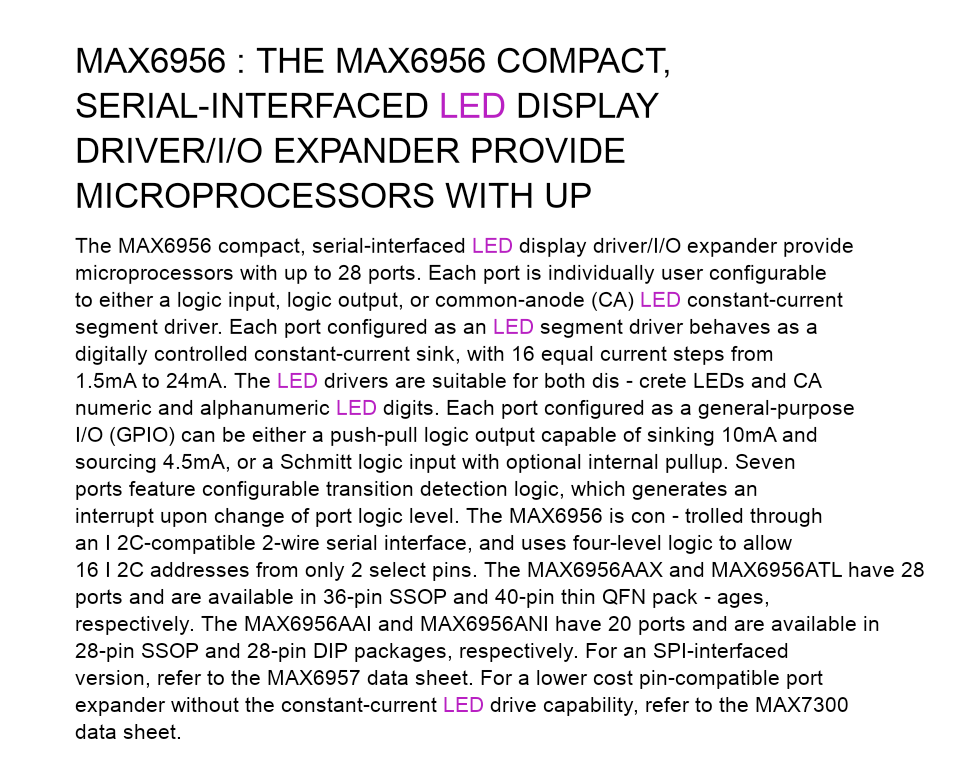 MAX6956 : THE MAX6956 COMPACT,
SERIAL-INTERFACED LED DISPLAY
DRIVER/I/O EXPANDER PROVIDE
MICROPROCESSORS WITH UP
The MAX6956 compact, serial-interfaced LED display driver/I/O expander provide
microprocessors with up to 28 ports. Each port is individually user configurable
to either a logic input, logic output, or common-anode (CA) LED constant-current
segment driver. Each port configured as an LED segment driver behaves as a
digitally controlled constant-current sink, with 16 equal current steps from
1.5mA to 24mA. The LED drivers are suitable for both dis - crete LEDs and CA
numeric and alphanumeric LED digits. Each port configured as a general-purpose
I/O (GPIO) can be either a push-pull logic output capable of sinking 10mA and
sourcing 4.5mA, or a Schmitt logic input with optional internal pullup. Seven
ports feature configurable transition detection logic, which generates an
interrupt upon change of port logic level. The MAX6956 is con - trolled through
an I 2C-compatible 2-wire serial interface, and uses four-level logic to allow
16 I 2C addresses from only 2 select pins. The MAX6956AAX and MAX6956ATL have 28
ports and are available in 36-pin SSOP and 40-pin thin QFN pack - ages,
respectively. The MAX6956AAI and MAX6956ANI have 20 ports and are available in
28-pin SSOP and 28-pin DIP packages, respectively. For an SPI-interfaced
version, refer to the MAX6957 data sheet. For a lower cost pin-compatible port
expander without the constant-current LED drive capability, refer to the MAX7300
data sheet.